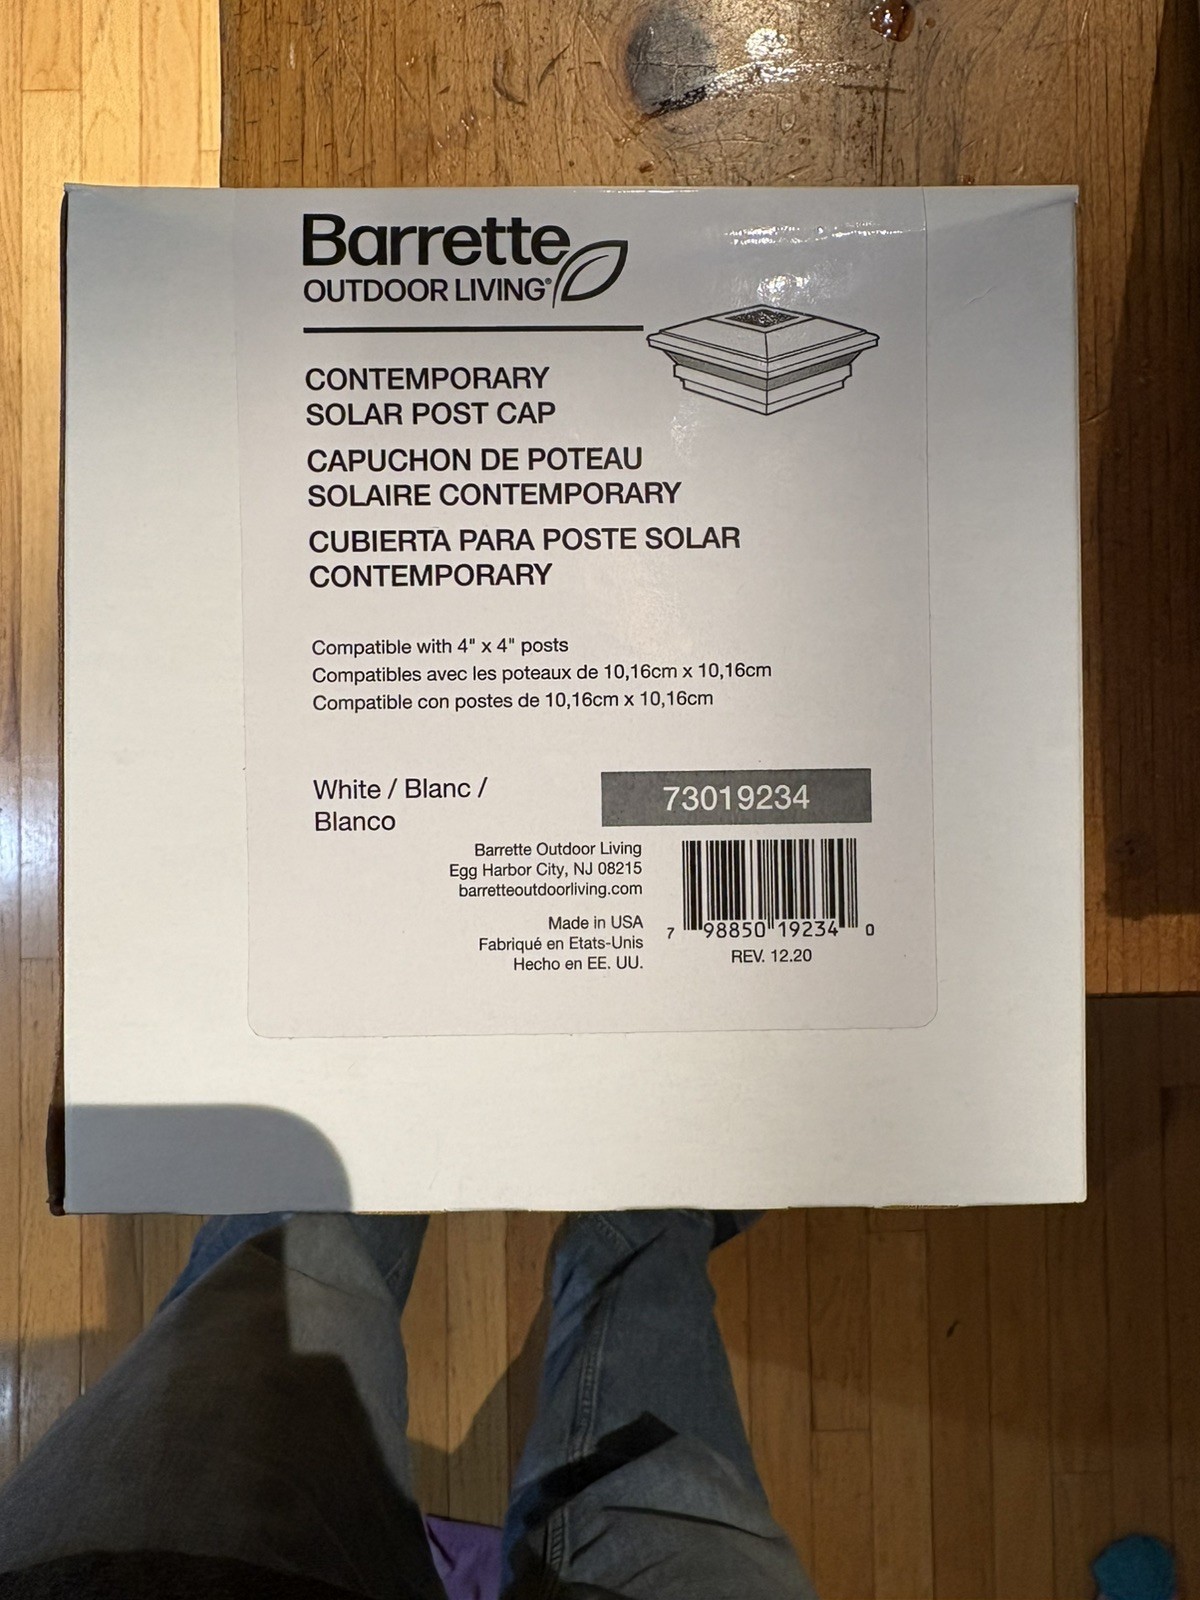 Barrette
OUTDOOR LIVING®
CONTEMPORARY
SOLAR POST CAP
CAPUCHON DE POTEAU
SOLAIRE CONTEMPORARY
CUBIERTA PARA POSTE SOLAR
CONTEMPORARY
Compatible with 4" x 4" posts
Compatibles avec les poteaux de 10,16cm x 10,16cm
Compatible con postes de 10,16cm x 10,16cm
White / Blanc /
Blanco
73019234
Barrette Outdoor Living
Egg Harbor City, NJ 08215
barretteoutdoorliving.com
Made in USA
Fabriqué en Etats-Unis
Hecho en EE. UU.
7 98850 19234 0
REV. 12.20